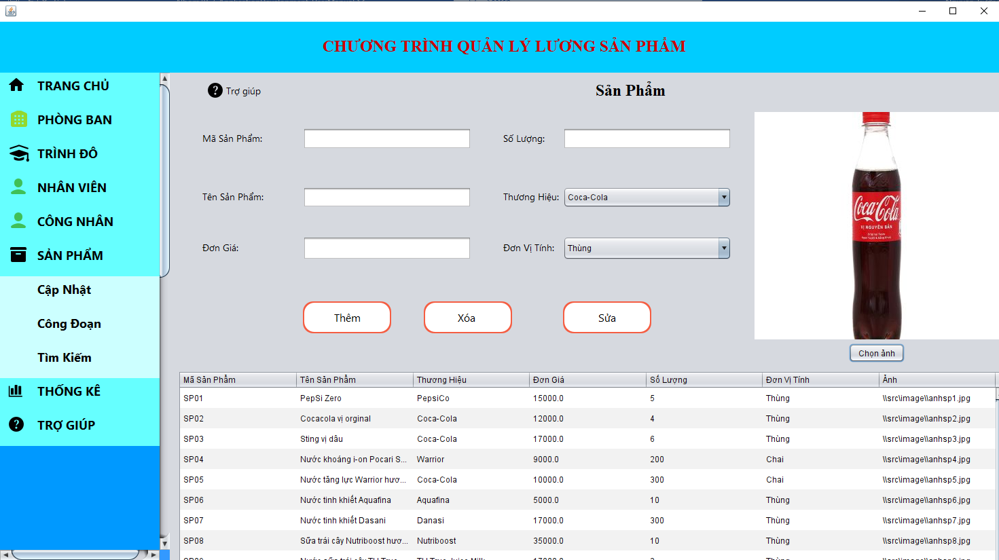 CHƯƠNG TRÌNH QUẢN LÝ LƯƠNG SẢN PHẨM
TRANG CHỦ
PHÒNG BAN
TRÌNH ĐÔ
NHÂN VIÊN
CÔNG NHÂN
SẢN PHẨM
Cập Nhật
Công Đoạn
Tìm Kiếm
THỐNG KÊ
TRỢ GIÚP
Trợ giúp
Sản Phẩm
Mã Sản Phẩm:
Số Lượng:
Tên Sản Phẩm:
Thương Hiệu: Coca-Cola
Đơn Giá:
Đơn Vị Tính: Thùng
Thêm Xóa Sửa
Coca-Cola
VỊ NGUYÊN BẢN
Original Taste
Chọn ảnh
Mã Sản Phẩm Tên Sản Phẩm Thương Hiệu Đơn Giá Số Lượng Đơn Vị Tính Ảnh
SP01 PepSi Zero PepsiCo 15000.0 5 Thùng \\src\image\\anhsp1.jpg
SP02 Cocacola vị orginal Coca-Cola 12000.0 4 Thùng \\src\image\\anhsp2.jpg
SP03 Sting vị dâu Coca-Cola 17000.0 6 Thùng \\src\image\\anhsp3.jpg
SP04 Nước khoáng i-on Pocari S... Warrior 9000.0 200 Chai \\src\image\\anhsp4.jpg
SP05 Nước tăng lực Warrior hươ... Coca-Cola 10000.0 300 Chai \\src\image\\anhsp5.jpg
SP06 Nước tinh khiết Aquafina Aquafina 5000.0 10 Thùng \\src\image\\anhsp6.jpg
SP07 Nước tinh khiết Dasani Danasi 17000.0 300 Thùng \\src\image\\anhsp7.jpg
SP08 Sữa trái cây Nutriboost hươ... Nutriboost 35000.0 10 Thùng \\src\image\\anhsp8.jpg